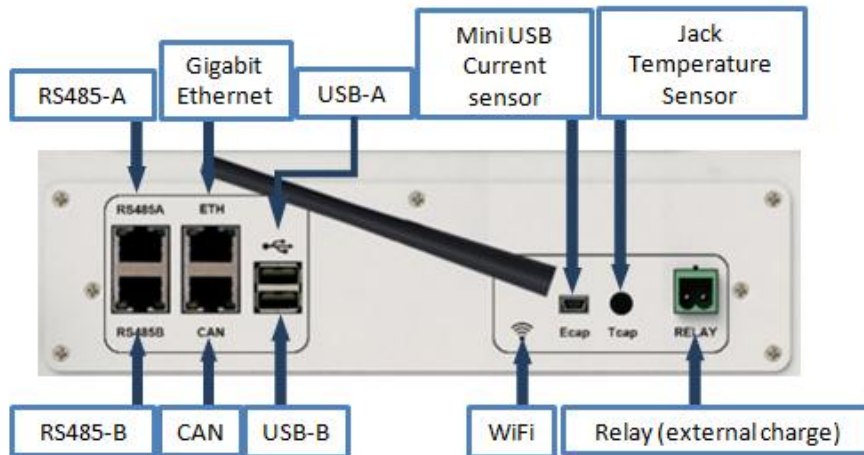 RS485-A
Gigabit
Ethernet
USB-A
Mini USB
Current
sensor
Jack
Temperature
Sensor
RS485A
ETH
RS485B
CAN
Ecap
Tcap
RELAY
RS485-B
CAN
USB-B
WiFi
Relay (external charge)